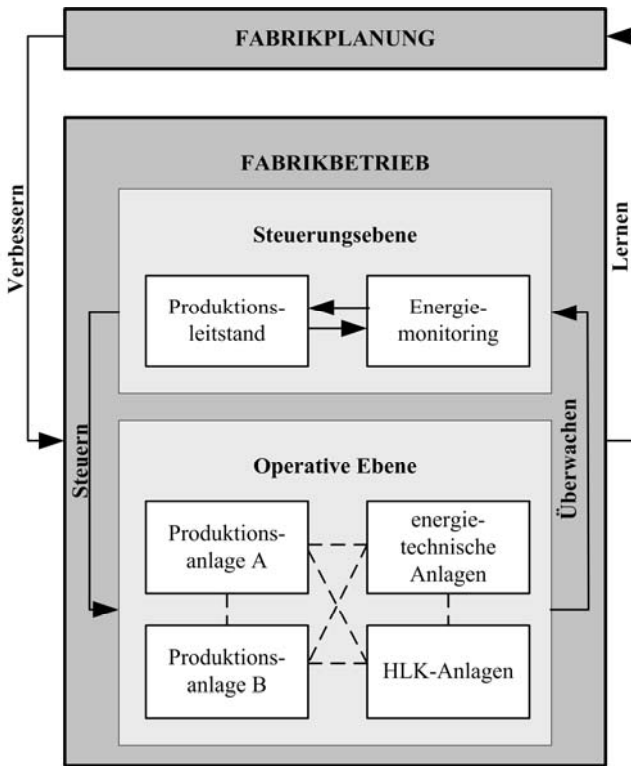 FABRIKPLANUNG
Verbessern
Lernen
FABRIKBETRIEB
Steuerungsebene
Produktions-
leitstand
Energie-
monitoring
Steuern
Überwachen
Operative Ebene
Produktions-
anlage A
energie-
technische
Anlagen
Produktions-
anlage B
HLK-Anlagen